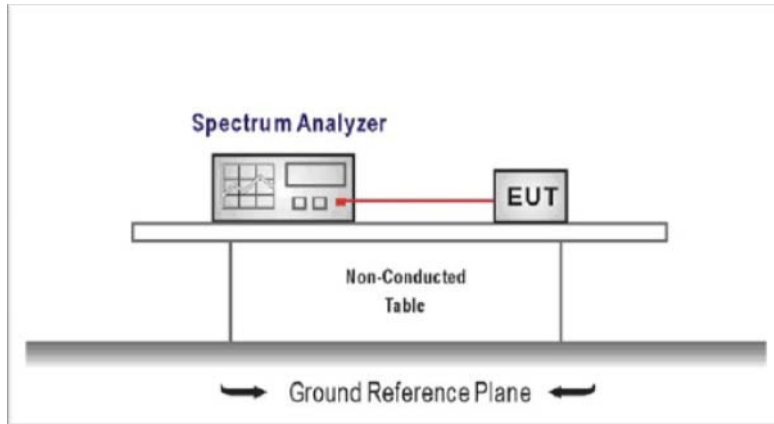 Spectrum Analyzer
EUT
Non-Conducted
Table
Ground Reference Plane